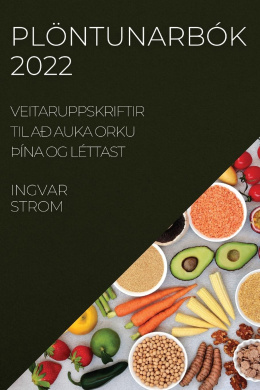 PLÖNTUNARBÓK
2022
VEITARUPPSKRIFTIR
TIL AÐ AUKA ORKU
ÞÍNA OG LÉTTAST
INGVAR
STROM